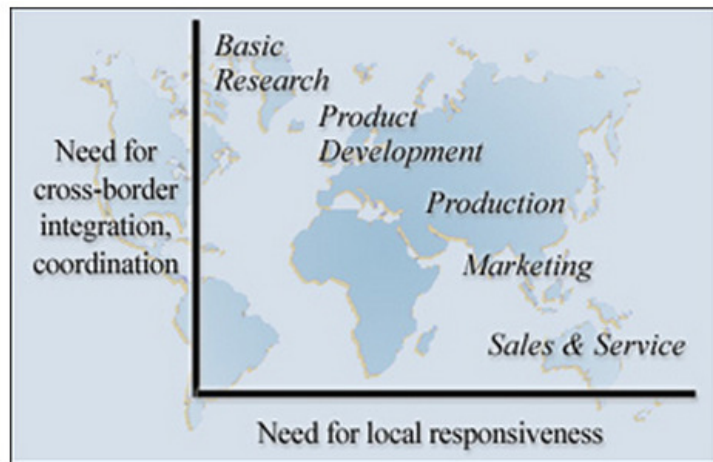 Basic
Research
Product
Development
Need for
cross-border
integration,
coordination
Production
Marketing
Sales & Service
Need for local responsiveness